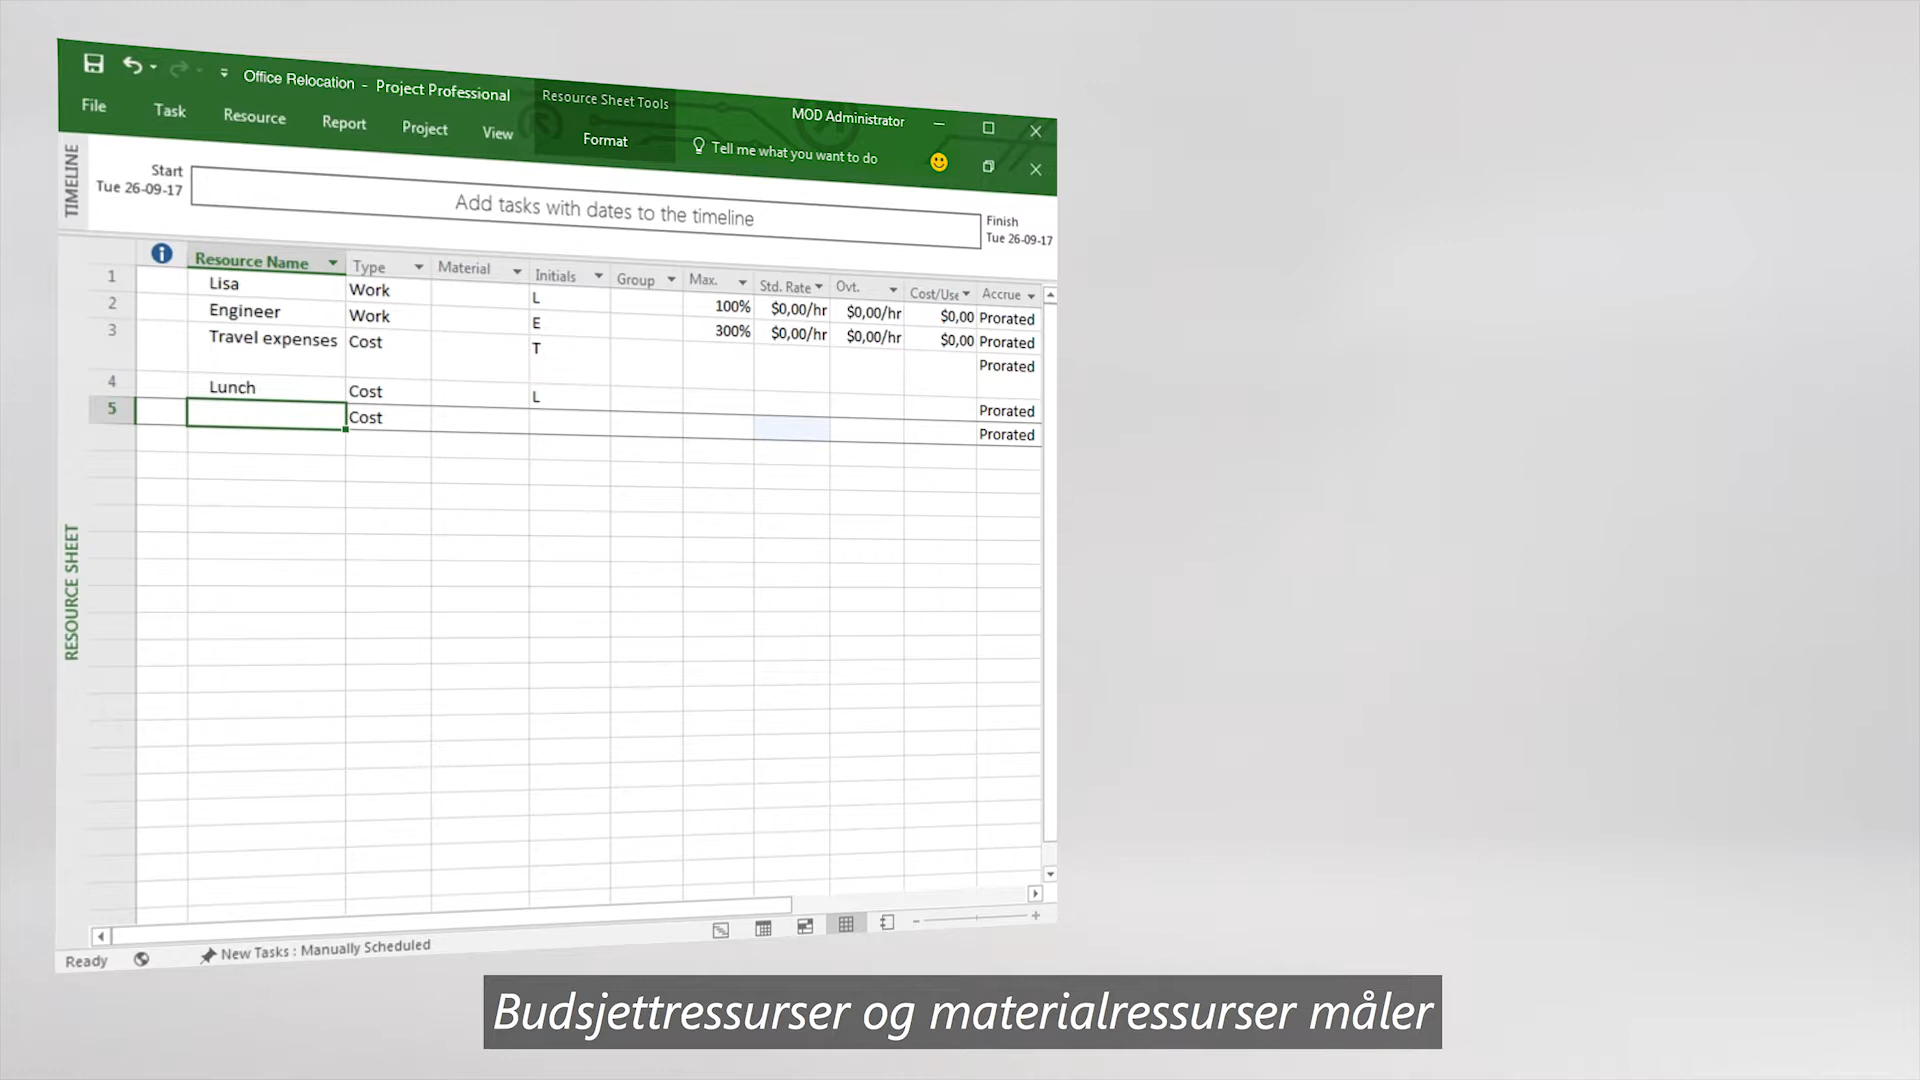 Office Relocation - Project Professional
Resource Sheet Tools
MOD Administrator
File Task Resource Report Project View Format Tell me what you want to do
TIMELINE
Start
Tue 26-09-17
Add tasks with dates to the timeline
Finish
Tue 26-09-17
Resource Name Type Material Initials Group Max. Std. Rate Ovt. Cost/Use Accrue
1 Lisa Work L 100% $0,00/hr $0,00/hr $0,00 Prorated
2 Engineer Work E 300% $0,00/hr $0,00/hr $0,00 Prorated
3 Travel expenses Cost T Prorated
4 Lunch Cost L Prorated
5 Cost Prorated
RESOURCE SHEET
Ready New Tasks : Manually Scheduled
Budsjettressurser og materialressurser måler